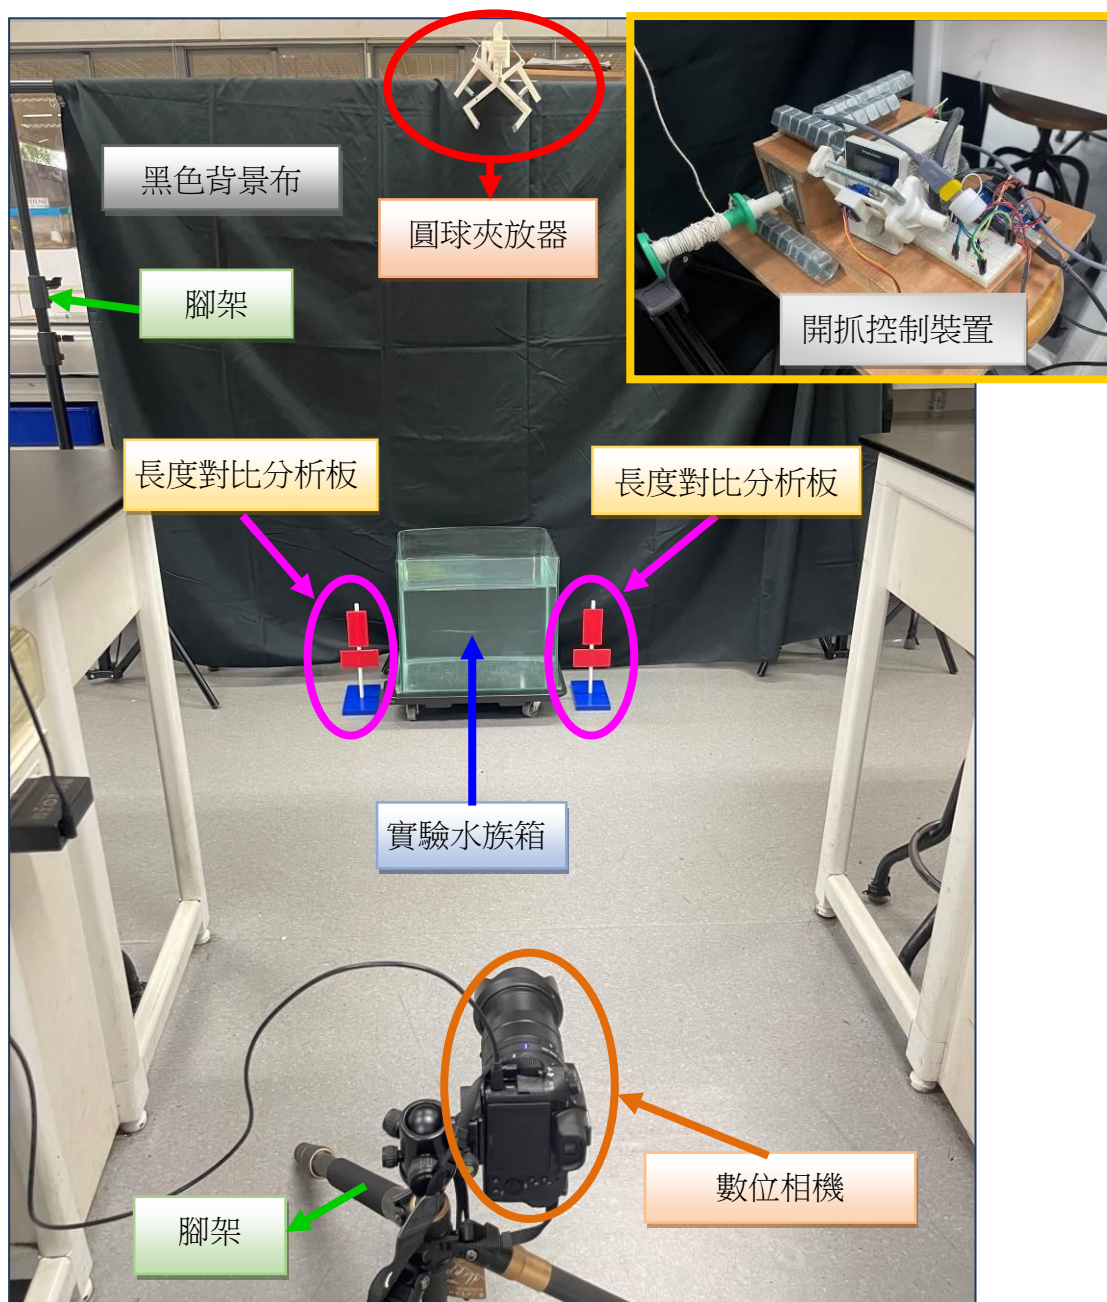 黑色背景布
圓球夾放器
腳架
開抓控制裝置
長度對比分析板
長度對比分析板
實驗水族箱
數位相機
腳架